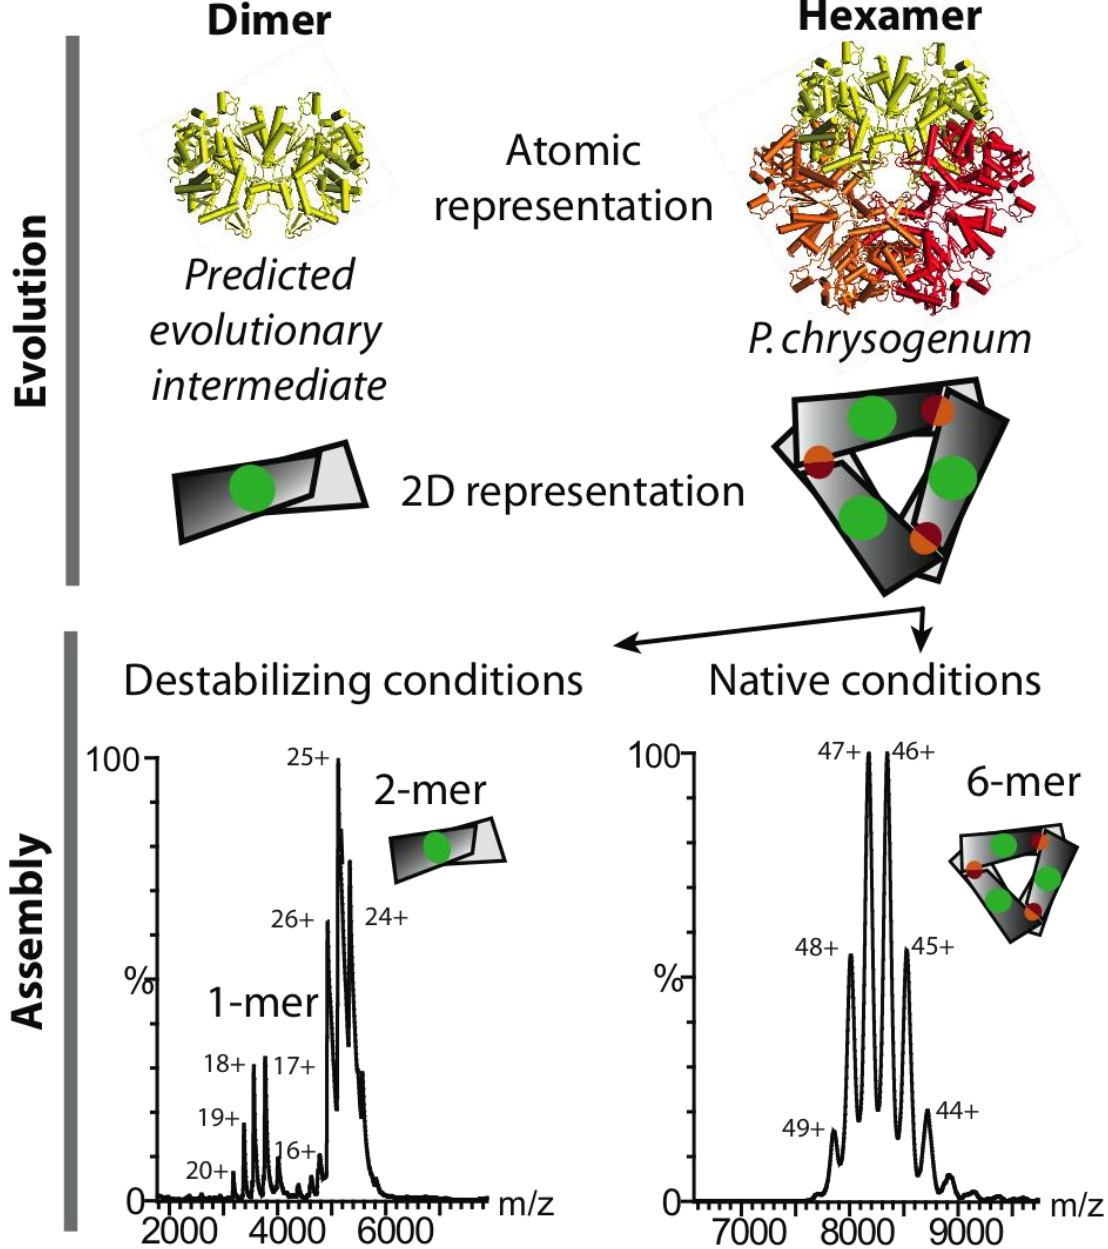 Dimer
Hexamer
Evolution
Atomic
representation
Predicted
evolutionary
intermediate
P. chrysogenum
2D representation
Assembly
Destabilizing conditions
Native conditions
100
25+
2-mer
26+
24+
%
1-mer
18+
17+
19+
16+
20+
0
m/z
2000
4000
6000
100
47+
46+
6-mer
48+
45+
%
49+
44+
0
m/z
7000
8000
9000